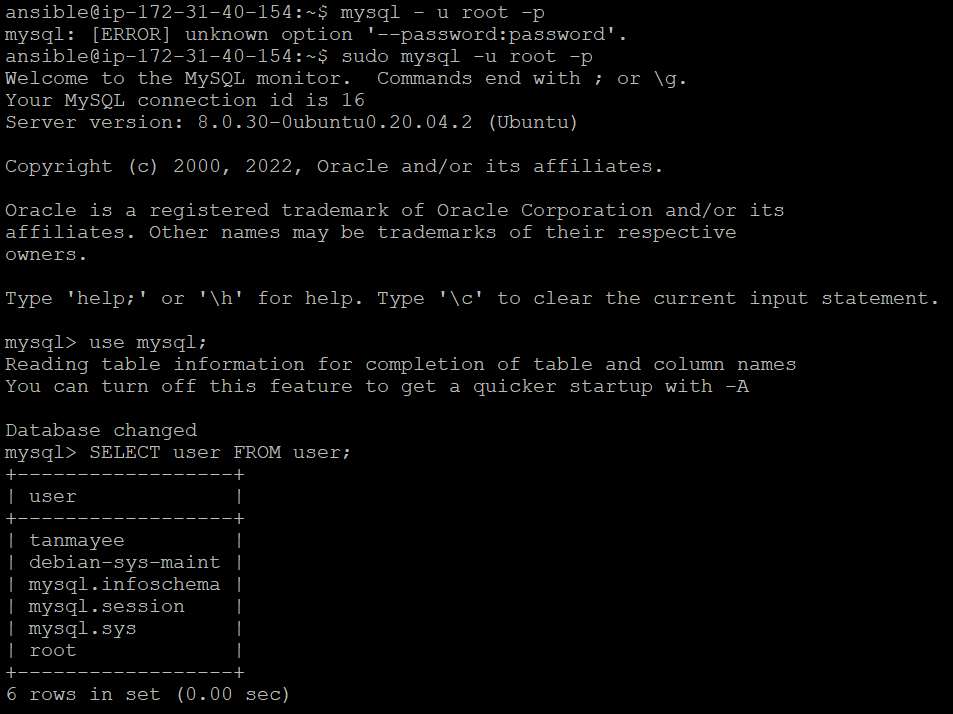 ansible@ip-172-31-40-154:~$ mysql - u root -p
mysql: [ERROR] unknown option '--password:password'.
ansible@ip-172-31-40-154:~$ sudo mysql -u root -p
Welcome to the MySQL monitor.  Commands end with ; or \g.
Your MySQL connection id is 16
Server version: 8.0.30-0ubuntu0.20.04.2 (Ubuntu)

Copyright (c) 2000, 2022, Oracle and/or its affiliates.

Oracle is a registered trademark of Oracle Corporation and/or its
affiliates. Other names may be trademarks of their respective
owners.

Type 'help;' or '\h' for help. Type '\c' to clear the current input statement.

mysql> use mysql;
Reading table information for completion of table and column names
You can turn off this feature to get a quicker startup with -A

Database changed
mysql> SELECT user FROM user;
+------------------+
| user             |
+------------------+
| tanmayee         |
| debian-sys-maint |
| mysql.infoschema |
| mysql.session    |
| mysql.sys        |
| root             |
+------------------+
6 rows in set (0.00 sec)